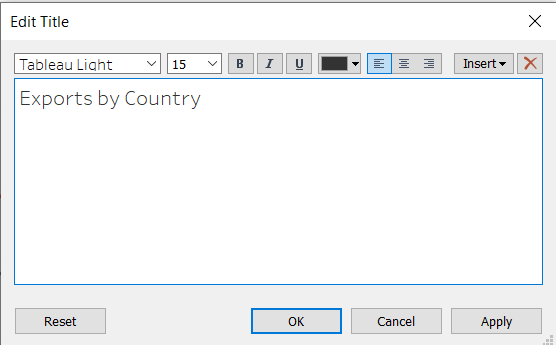 Edit Title
Tableau Light 15 B I U Insert
Exports by Country
Reset OK Cancel Apply